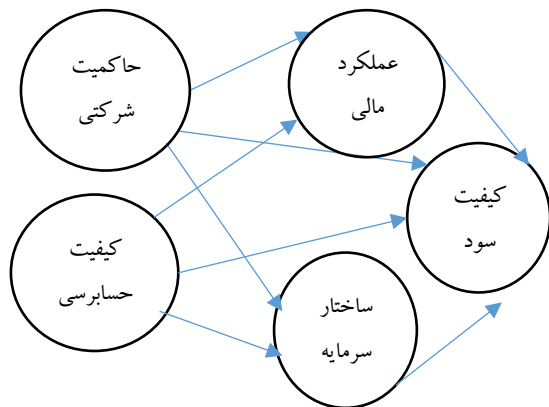 حاکمیت
شرکتی
عملکرد
مالی
کیفیت
سود
کیفیت
حسابرسی
ساختار
سرمایه